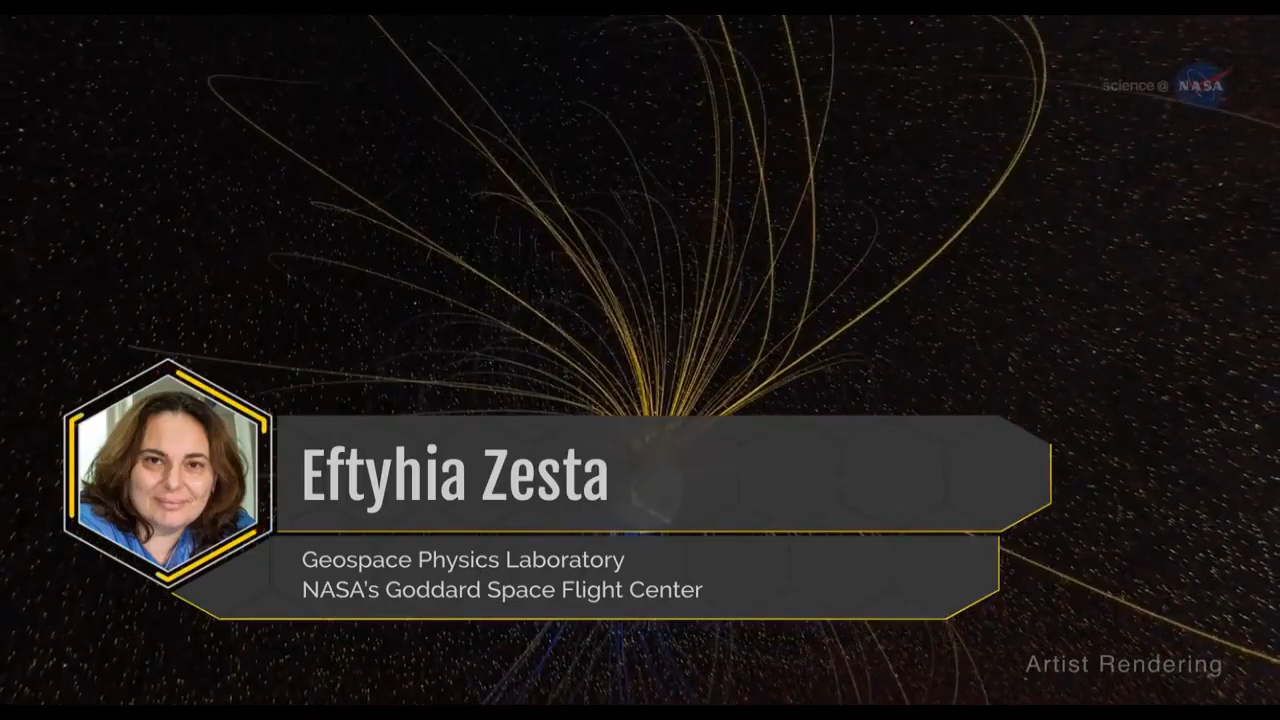 science@ NASA
Eftyhia Zesta
Geospace Physics Laboratory
NASA's Goddard Space Flight Center
Artist Rendering